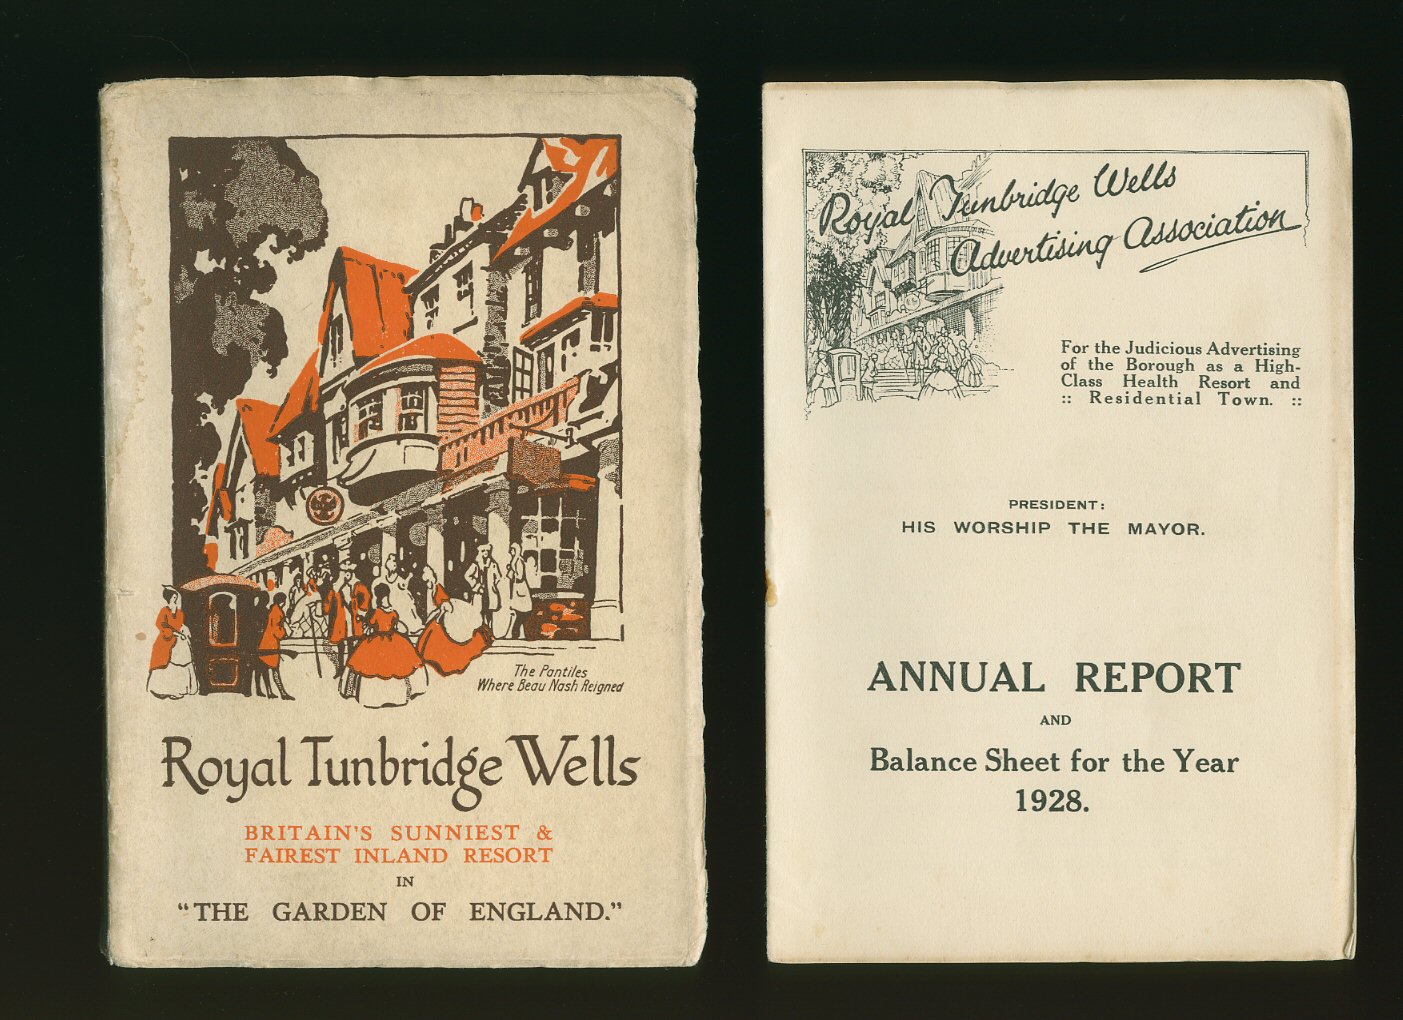 The Pantiles
Where Beau Nash Reigned
Royal Tunbridge Wells
BRITAIN'S SUNNIEST &
FAIREST INLAND RESORT
IN
"THE GARDEN OF ENGLAND."
Royal Tunbridge Wells
Advertising Association
For the Judicious Advertising
of the Borough as a High-
Class Health Resort and
:: Residential Town. ::
PRESIDENT:
HIS WORSHIP THE MAYOR.
ANNUAL REPORT
AND
Balance Sheet for the Year
1928.